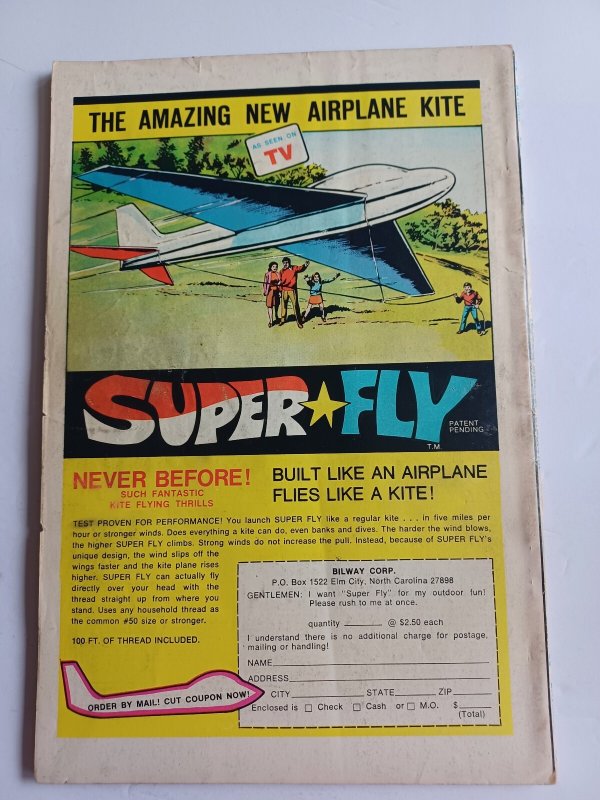 THE AMAZING NEW AIRPLANE KITE
AS SEEN ON
TV
SUPER FLY
PATENT
PENDING
T.M.
NEVER BEFORE!
SUCH FANTASTIC
KITE FLYING THRILLS
BUILT LIKE AN AIRPLANE
FLIES LIKE A KITE!
TEST PROVEN FOR PERFORMANCE! You launch SUPER FLY like a regular kite . . . in five miles per
hour or stronger winds. Does everything a kite can do, even banks and dives. The harder the wind blows,
the higher SUPER FLY climbs. Strong winds do not increase the pull. Instead, because of SUPER FLY's
unique design, the wind slips off the
wings faster and the kite plane rises
higher. SUPER FLY can actually fly
directly over your head with the
thread straight up from where you
stand. Uses any household thread as
the common #50 size or stronger.
100 FT. OF THREAD INCLUDED.
ORDER BY MAIL! CUT COUPON NOW!
BILWAY CORP.
P.O. Box 1522 Elm City, North Carolina 27898
GENTLEMEN: I want "Super Fly" for my outdoor fun!
Please rush to me at once.
quantity ________ @ $2.50 each
I understand there is no additional charge for postage,
mailing or handling!
NAME________
ADDRESS________
CITY________ STATE________ ZIP________
Enclosed is □ Check □ Cash or □ M.O. $________
(Total)